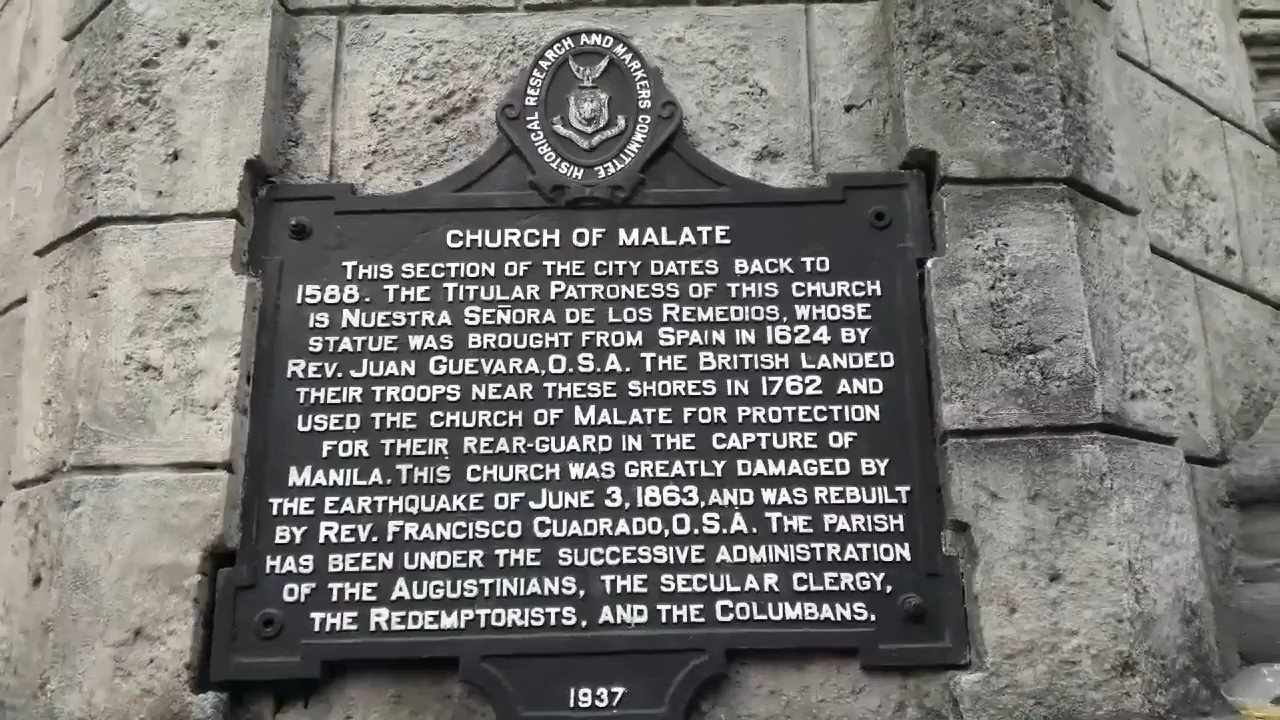 HISTORICAL RESEARCH AND MARKERS COMMITTEE
CHURCH OF MALATE
THIS SECTION OF THE CITY DATES BACK TO
1588. THE TITULAR PATRONESS OF THIS CHURCH
IS NUESTRA SEÑORA DE LOS REMEDIOS, WHOSE
STATUE WAS BROUGHT FROM SPAIN IN 1624 BY
REV. JUAN GUEVARA, O.S.A. THE BRITISH LANDED
THEIR TROOPS NEAR THESE SHORES IN 1762 AND
USED THE CHURCH OF MALATE FOR PROTECTION
FOR THEIR REAR-GUARD IN THE CAPTURE OF
MANILA. THIS CHURCH WAS GREATLY DAMAGED BY
THE EARTHQUAKE OF JUNE 3, 1863, AND WAS REBUILT
BY REV. FRANCISCO CUADRADO, O.S.A. THE PARISH
HAS BEEN UNDER THE SUCCESSIVE ADMINISTRATION
OF THE AUGUSTINIANS, THE SECULAR CLERGY,
THE REDEMPTORISTS, AND THE COLUMBANS.
1937